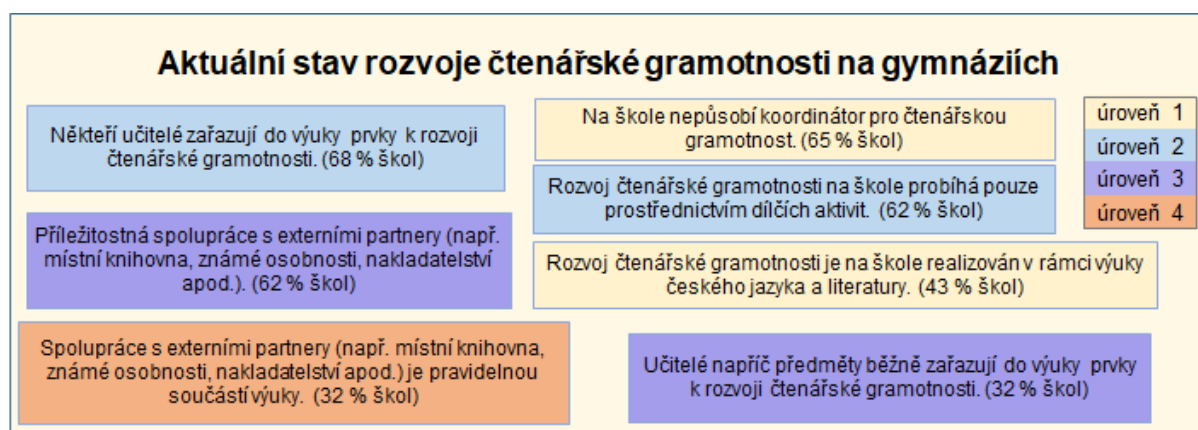 Aktuální stav rozvoje čtenářské gramotnosti na gymnáziích
Někteří učitelé zařazují do výuky prvky k rozvoji
čtenářské gramotnosti. (68 % škol)
Na škole nepůsobí koordinátor pro čtenářskou
gramotnost. (65 % škol)
úroveň 1
úroveň 2
úroveň 3
úroveň 4
Rozvoj čtenářské gramotnosti na škole probíhá pouze
prostřednictvím dílčích aktivit. (62 % škol)
Příležitostná spolupráce s externími partnery (např.
místní knihovna, známé osobnosti, nakladatelství
apod.). (62 % škol)
Rozvoj čtenářské gramotnosti je na škole realizován v rámci výuky
českého jazyka a literatury. (43 % škol)
Spolupráce s externími partnery (např. místní knihovna,
známé osobnosti, nakladatelství apod.) je pravidelnou
součástí výuky. (32 % škol)
Učitelé napříč předměty běžně zařazují do výuky prvky
k rozvoji čtenářské gramotnosti. (32 % škol)